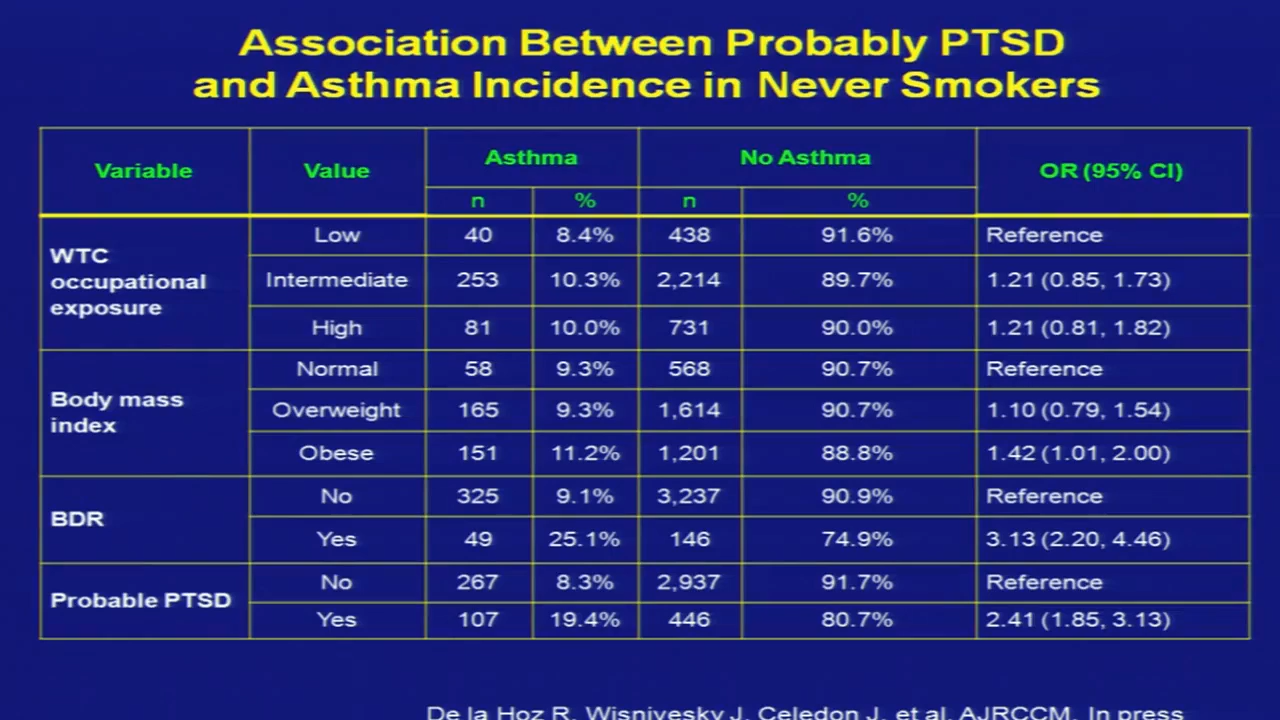 Association Between Probably PTSD
and Asthma Incidence in Never Smokers
Variable Value Asthma No Asthma OR (95% CI)
n % n %
WTC occupational exposure Low 40 8.4% 438 91.6% Reference
Intermediate 253 10.3% 2,214 89.7% 1.21 (0.85, 1.73)
High 81 10.0% 731 90.0% 1.21 (0.81, 1.82)
Body mass index Normal 58 9.3% 568 90.7% Reference
Overweight 165 9.3% 1,614 90.7% 1.10 (0.79, 1.54)
Obese 151 11.2% 1,201 88.8% 1.42 (1.01, 2.00)
BDR No 325 9.1% 3,237 90.9% Reference
Yes 49 25.1% 146 74.9% 3.13 (2.20, 4.46)
Probable PTSD No 267 8.3% 2,937 91.7% Reference
Yes 107 19.4% 446 80.7% 2.41 (1.85, 3.13)
De la Hoz R, Wisnivesky J, Celedon J, et al. AJRCCM. In press